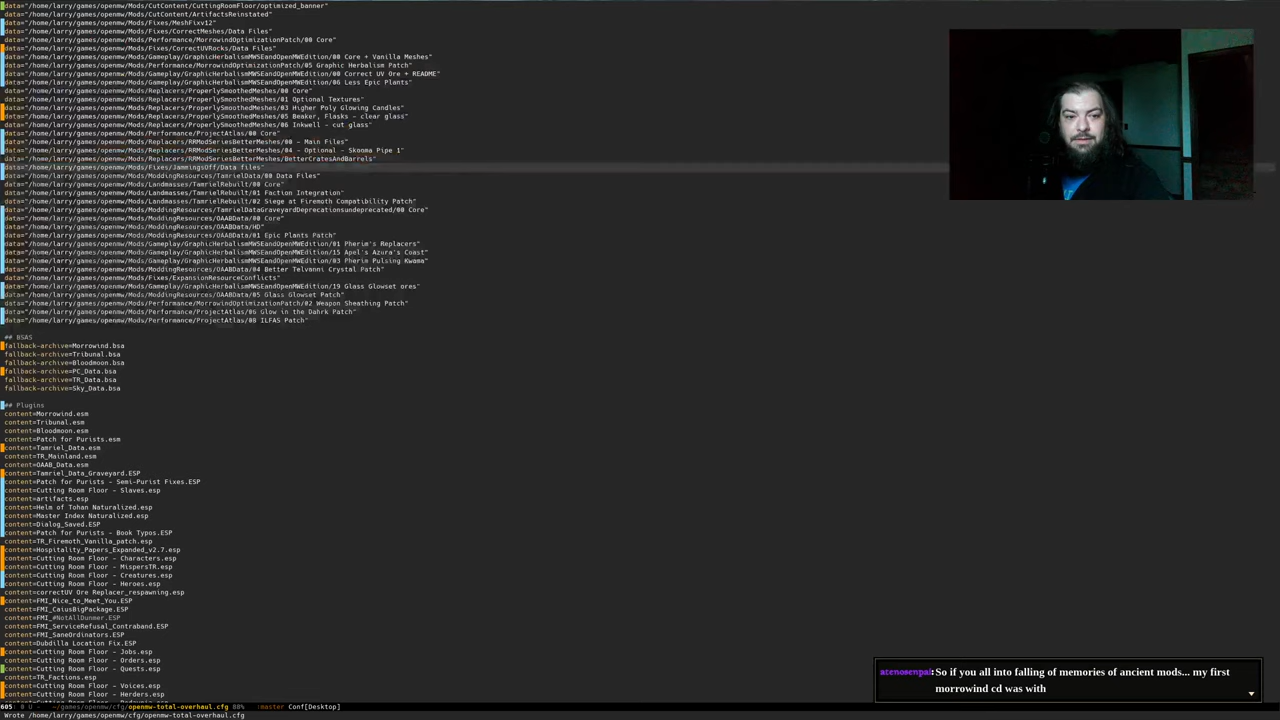 data="/home/larry/games/openmw/Mods/CutContent/CuttingRoomFloor/optimized_banner"
data="/home/larry/games/openmw/Mods/CutContent/ArtifactsReinstated"
data="/home/larry/games/openmw/Mods/Fixes/MeshFixv12"
data="/home/larry/games/openmw/Mods/Fixes/CorrectMeshes/Data Files"
data="/home/larry/games/openmw/Mods/Performance/MorrowindOptimizationPatch/00 Core"
data="/home/larry/games/openmw/Mods/Fixes/CorrectUVRocks/Data Files"
data="/home/larry/games/openmw/Mods/Gameplay/GraphicHerbalismMWSEandOpenMWEdition/00 Core + Vanilla Meshes"
data="/home/larry/games/openmw/Mods/Performance/MorrowindOptimizationPatch/05 Graphic Herbalism Patch"
data="/home/larry/games/openmw/Mods/Gameplay/GraphicHerbalismMWSEandOpenMWEdition/00 Correct UV Ore + README"
data="/home/larry/games/openmw/Mods/Gameplay/GraphicHerbalismMWSEandOpenMWEdition/06 Less Epic Plants"
data="/home/larry/games/openmw/Mods/Replacers/ProperlySmoothedMeshes/00 Core"
data="/home/larry/games/openmw/Mods/Replacers/ProperlySmoothedMeshes/01 Optional Textures"
data="/home/larry/games/openmw/Mods/Replacers/ProperlySmoothedMeshes/03 Higher Poly Glowing Candles"
data="/home/larry/games/openmw/Mods/Replacers/ProperlySmoothedMeshes/05 Beaker, Flasks - clear glass"
data="/home/larry/games/openmw/Mods/Replacers/ProperlySmoothedMeshes/06 Inkwell - cut glass"
data="/home/larry/games/openmw/Mods/Performance/ProjectAtlas/00 Core"
data="/home/larry/games/openmw/Mods/Replacers/RRModSeriesBetterMeshes/00 - Main Files"
data="/home/larry/games/openmw/Mods/Replacers/RRModSeriesBetterMeshes/04 - Optional - Skooma Pipe 1"
data="/home/larry/games/openmw/Mods/Replacers/RRModSeriesBetterMeshes/BetterCratesAndBarrels"
data="/home/larry/games/openmw/Mods/Fixes/JammingsOff/Data files"
data="/home/larry/games/openmw/Mods/ModdingResources/TamrielData/00 Data Files"
data="/home/larry/games/openmw/Mods/Landmasses/TamrielRebuilt/00 Core"
data="/home/larry/games/openmw/Mods/Landmasses/TamrielRebuilt/01 Faction Integration"
data="/home/larry/games/openmw/Mods/Landmasses/TamrielRebuilt/02 Siege at Firemoth Compatibility Patch"
data="/home/larry/games/openmw/Mods/ModdingResources/TamrielDataGraveyardDeprecationsundeprecated/00 Core"
data="/home/larry/games/openmw/Mods/ModdingResources/OAABData/00 Core"
data="/home/larry/games/openmw/Mods/ModdingResources/OAABData/HD"
data="/home/larry/games/openmw/Mods/ModdingResources/OAABData/01 Epic Plants Patch"
data="/home/larry/games/openmw/Mods/Gameplay/GraphicHerbalismMWSEandOpenMWEdition/01 Pherim's Replacers"
data="/home/larry/games/openmw/Mods/Gameplay/GraphicHerbalismMWSEandOpenMWEdition/15 Apel's Azura's Coast"
data="/home/larry/games/openmw/Mods/Gameplay/GraphicHerbalismMWSEandOpenMWEdition/03 Pherim Pulsing Kwama"
data="/home/larry/games/openmw/Mods/ModdingResources/OAABData/04 Better Telvanni Crystal Patch"
data="/home/larry/games/openmw/Mods/Fixes/ExpansionResourceConflicts"
data="/home/larry/games/openmw/Mods/Gameplay/GraphicHerbalismMWSEandOpenMWEdition/19 Glass Glowset ores"
data="/home/larry/games/openmw/Mods/ModdingResources/OAABData/05 Glass Glowset Patch"
data="/home/larry/games/openmw/Mods/Performance/MorrowindOptimizationPatch/02 Weapon Sheathing Patch"
data="/home/larry/games/openmw/Mods/Performance/ProjectAtlas/06 Glow in the Dahrk Patch"
data="/home/larry/games/openmw/Mods/Performance/ProjectAtlas/08 ILFAS Patch"
## BSAS
fallback-archive=Morrowind.bsa
fallback-archive=Tribunal.bsa
fallback-archive=Bloodmoon.bsa
fallback-archive=PC_Data.bsa
fallback-archive=TR_Data.bsa
fallback-archive=Sky_Data.bsa
## Plugins
content=Morrowind.esm
content=Tribunal.esm
content=Bloodmoon.esm
content=Patch for Purists.esm
content=Tamriel_Data.esm
content=TR_Mainland.esm
content=OAAB_Data.esm
content=Tamriel_Data_Graveyard.ESP
content=Patch for Purists - Semi-Purist Fixes.ESP
content=Cutting Room Floor - Slaves.esp
content=artifacts.esp
content=Helm of Tohan Naturalized.esp
content=Master Index Naturalized.esp
content=Dialog_Saved.ESP
content=Patch for Purists - Book Typos.ESP
content=TR_Firemoth_Vanilla_patch.esp
content=Hospitality_Papers_Expanded_v2.7.esp
content=Cutting Room Floor - Characters.esp
content=Cutting Room Floor - MispersTR.esp
content=Cutting Room Floor - Creatures.esp
content=Cutting Room Floor - Heroes.esp
content=correctUV Ore Replacer_respawning.esp
content=FMI_Nice_to_Meet_You.ESP
content=FMI_CaiusBigPackage.ESP
content=FMI_#NotAllDunmer.ESP
content=FMI_ServiceRefusal_Contraband.ESP
content=FMI_SaneOrdinators.ESP
content=Dubdilla Location Fix.ESP
content=Cutting Room Floor - Jobs.esp
content=Cutting Room Floor - Orders.esp
content=Cutting Room Floor - Quests.esp
content=TR_Factions.esp
content=Cutting Room Floor - Voices.esp
content=Cutting Room Floor - Herders.esp
605: ~/games/openmw/cfg/openmw-total-overhaul.cfg 88% :master Conf[Desktop]
Wrote /home/larry/games/openmw/cfg/openmw-total-overhaul.cfg
So if you all into falling of memories of ancient mods... my first
morrowind cd was with